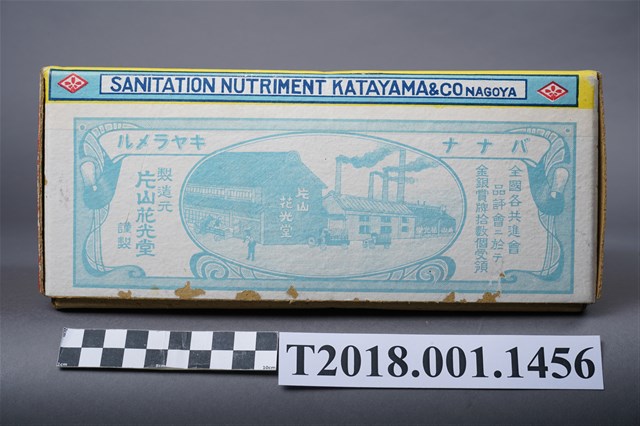 SANITATION NUTRIMENT KATAYAMA&CO NAGOYA
バナナ
キヤラメル
全國各共進會
品評會ニ於テ
金銀賞牌拾数個受領
片山
花光堂
製造元
片山花光堂
謹製
T2018.001.1456